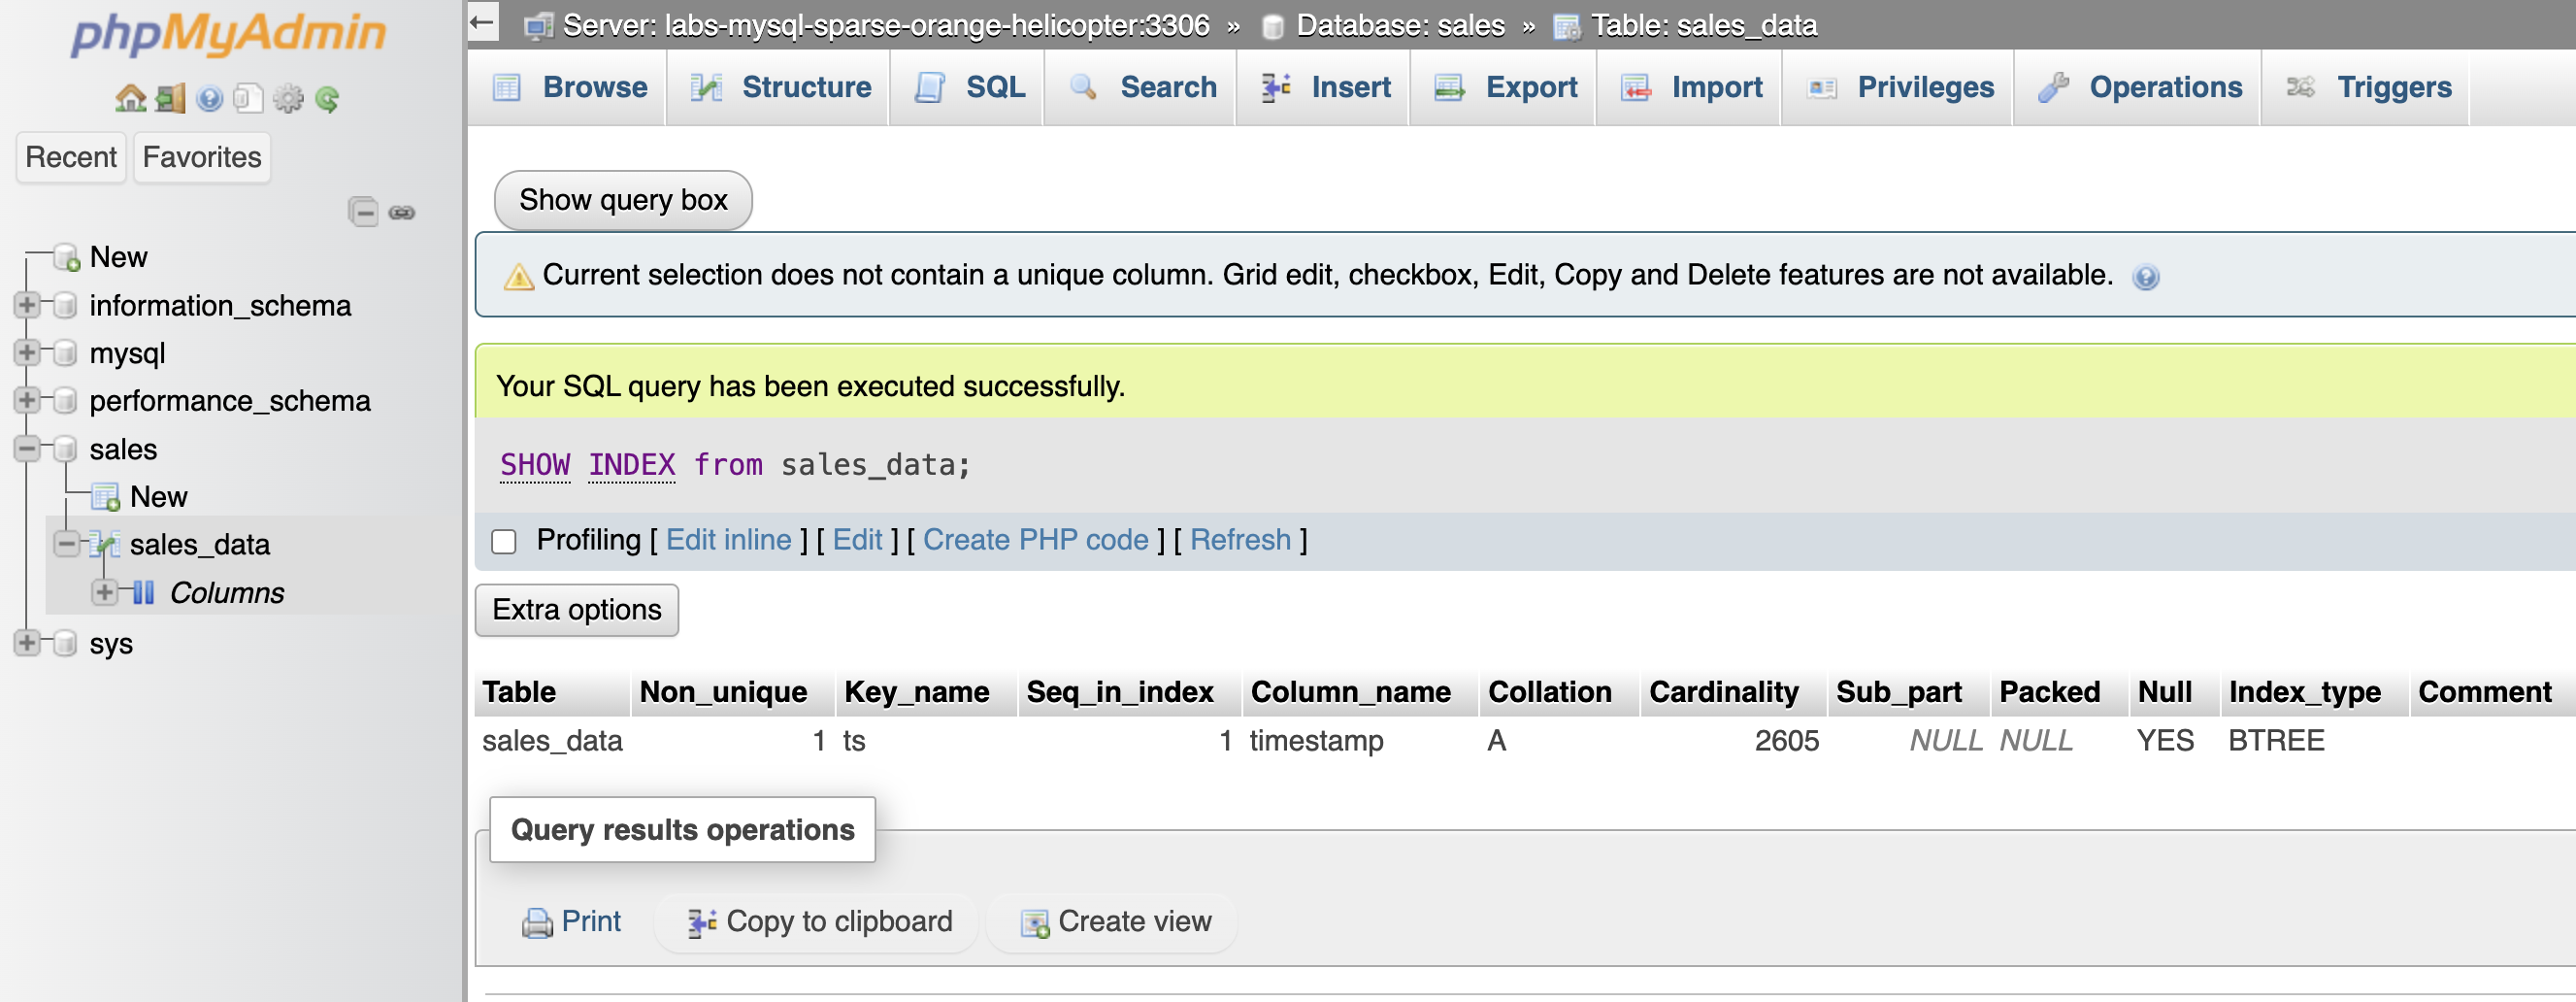 phpMyAdmin
Recent Favorites
New
information_schema
mysql
performance_schema
sales
New
sales_data
Columns
sys
Server: labs-mysql-sparse-orange-helicopter:3306 » Database: sales » Table: sales_data
Browse Structure SQL Search Insert Export Import Privileges Operations Triggers
Show query box
Current selection does not contain a unique column. Grid edit, checkbox, Edit, Copy and Delete features are not available.
Your SQL query has been executed successfully.
SHOW INDEX from sales_data;
Profiling [ Edit inline ] [ Edit ] [ Create PHP code ] [ Refresh ]
Extra options
Table Non_unique Key_name Seq_in_index Column_name Collation Cardinality Sub_part Packed Null Index_type Comment
sales_data 1 ts 1 timestamp A 2605 NULL NULL YES BTREE
Query results operations
Print Copy to clipboard Create view